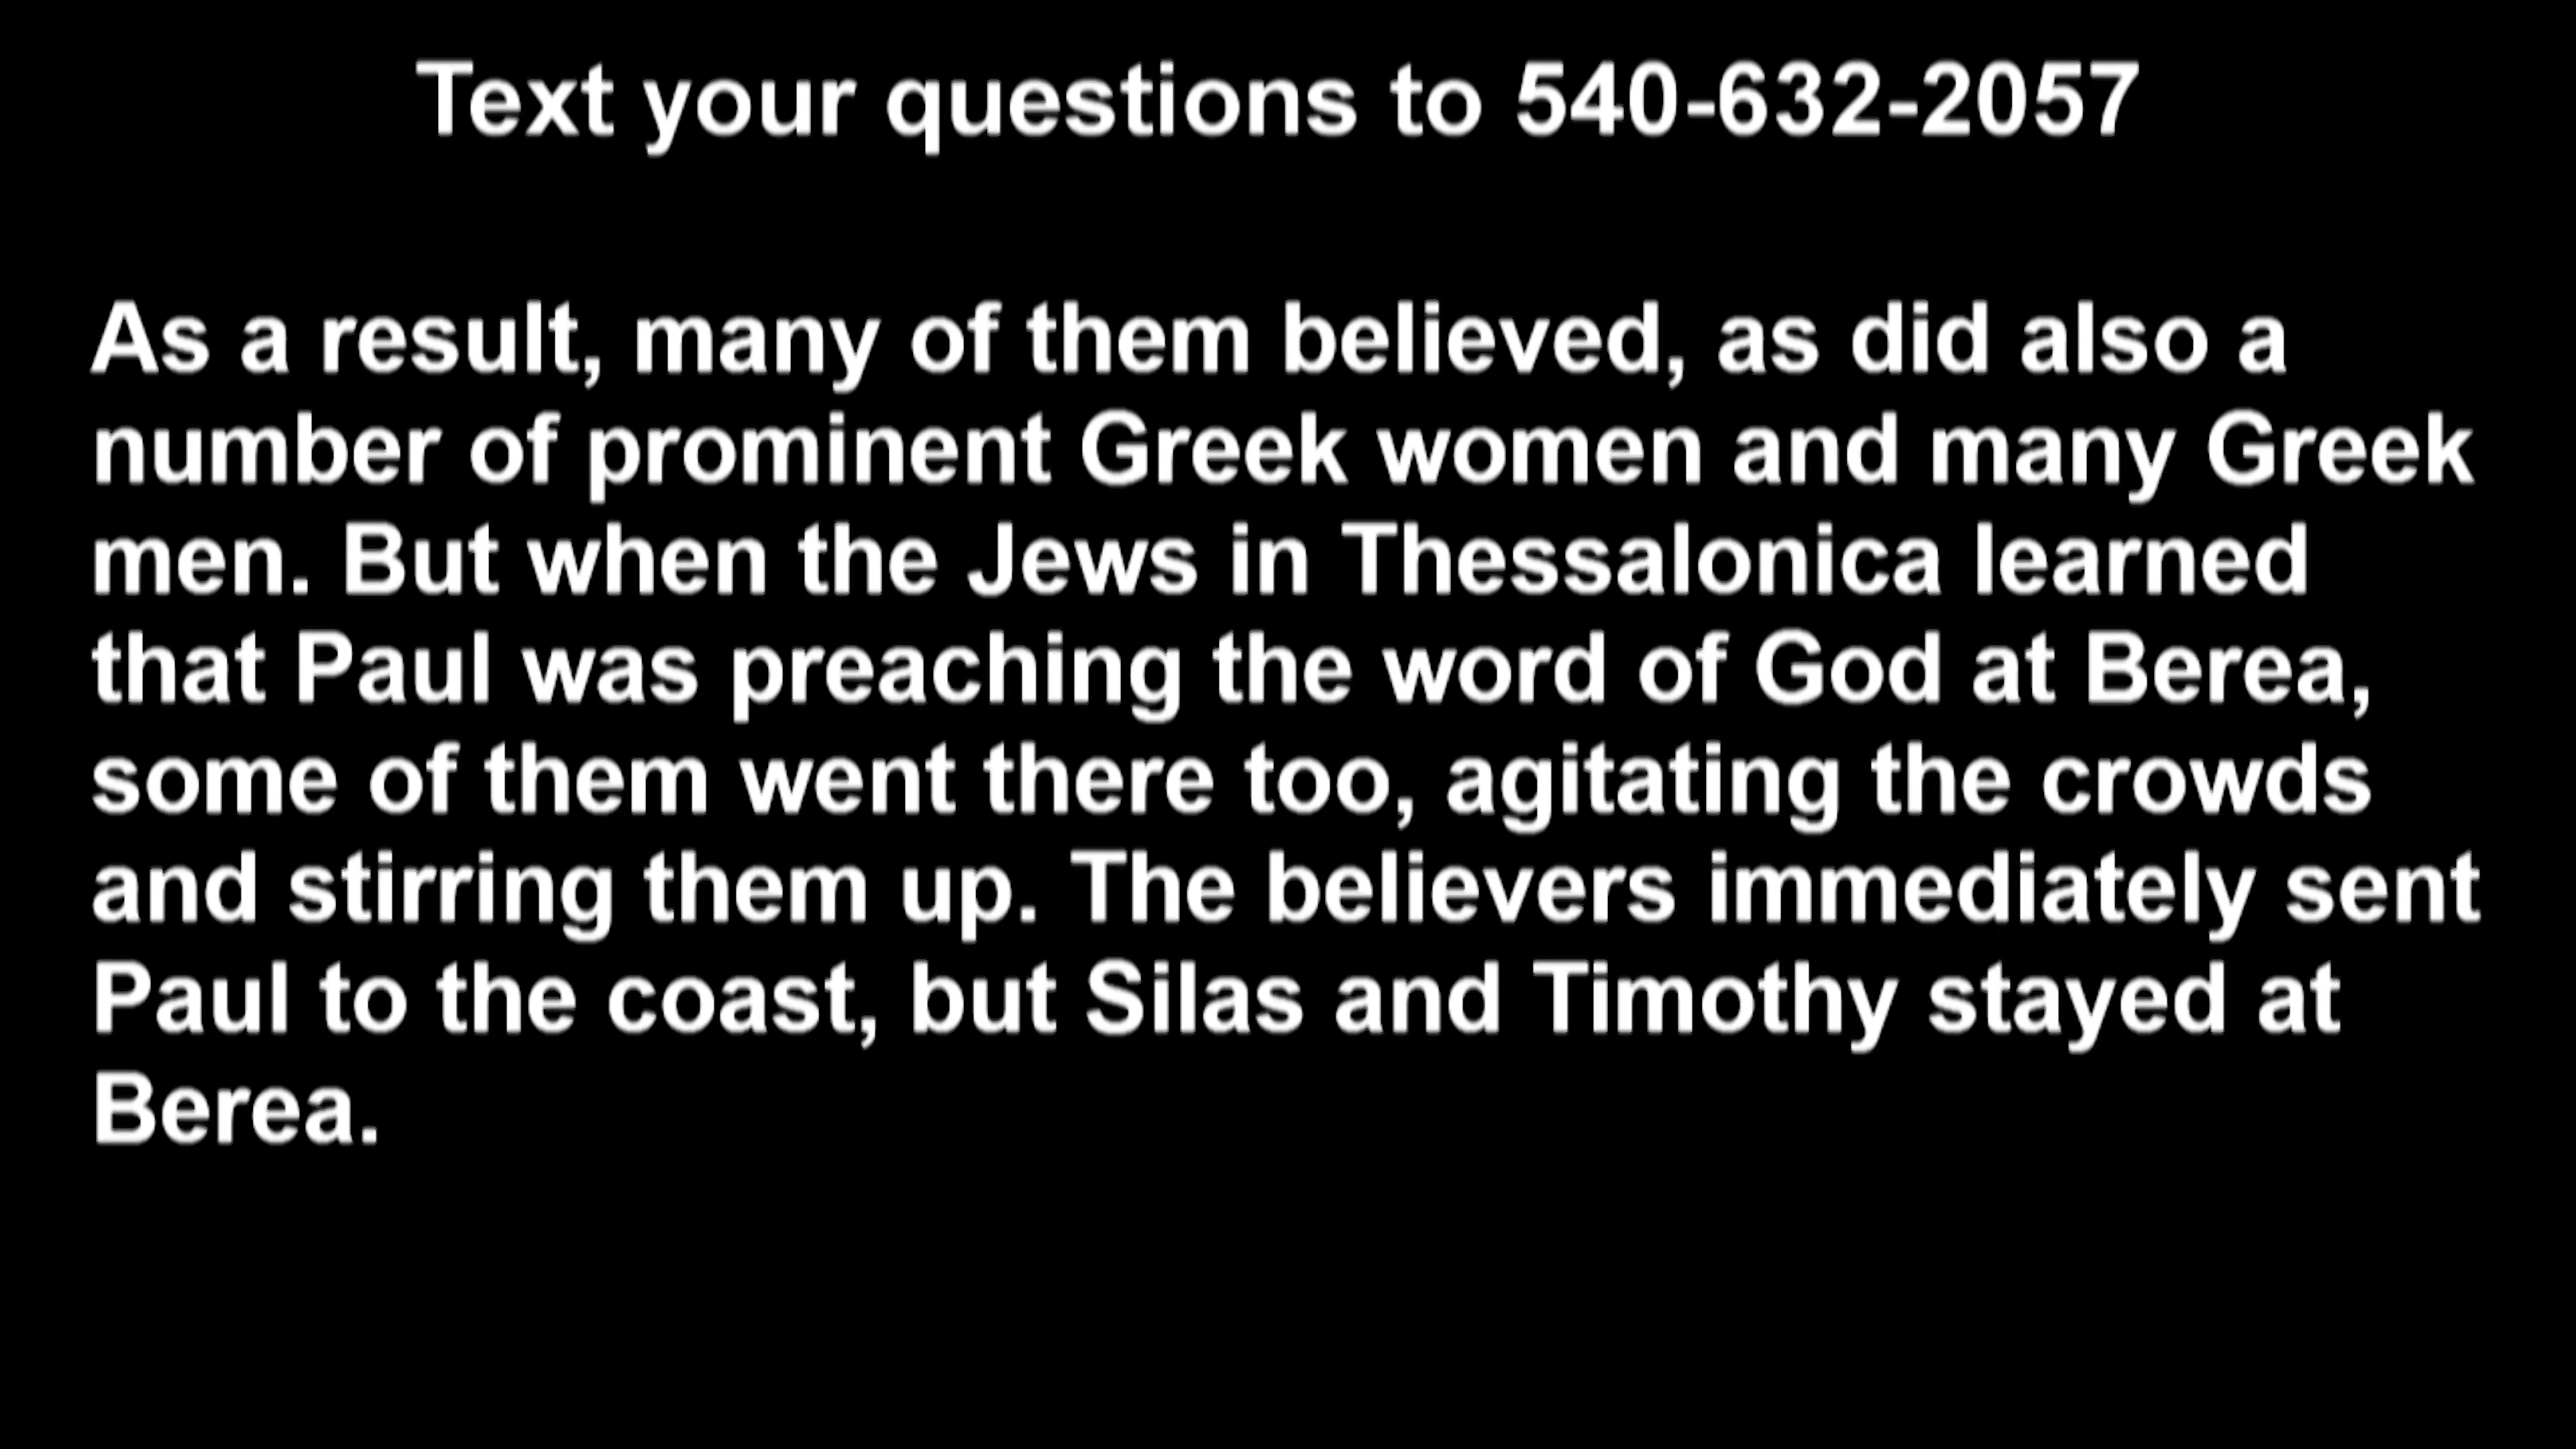 Text your questions to 540-632-2057
As a result, many of them believed, as did also a
number of prominent Greek women and many Greek
men. But when the Jews in Thessalonica learned
that Paul was preaching the word of God at Berea,
some of them went there too, agitating the crowds
and stirring them up. The believers immediately sent
Paul to the coast, but Silas and Timothy stayed at
Berea.